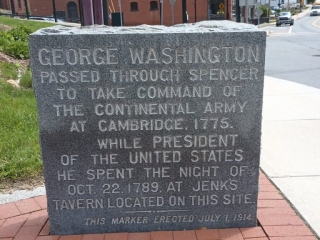 GEORGE WASHINGTON
PASSED THROUGH SPENCER
TO TAKE COMMAND OF
THE CONTINENTAL ARMY
AT CAMBRIDGE, 1775.
WHILE PRESIDENT
OF THE UNITED STATES
HE SPENT THE NIGHT OF
OCT. 22, 1789, AT JENKS
TAVERN LOCATED ON THIS SITE
THIS MARKER ERECTED JULY 1, 1914